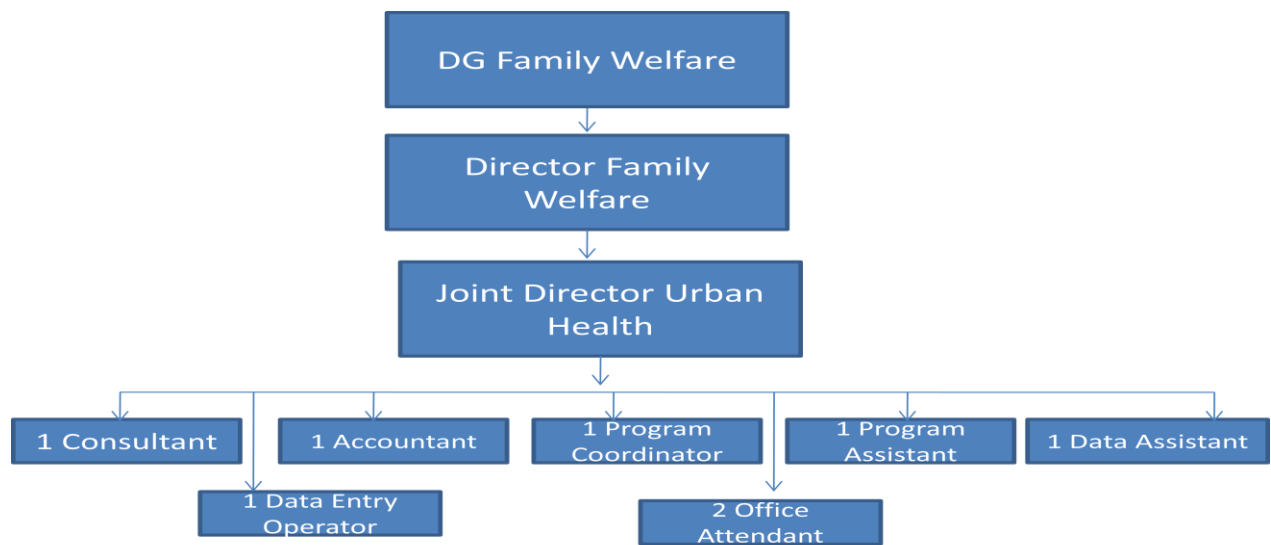 DG Family Welfare
Director Family
Welfare
Joint Director Urban
Health
1 Consultant
1 Accountant
1 Program
Coordinator
1 Program
Assistant
1 Data Assistant
1 Data Entry
Operator
2 Office
Attendant